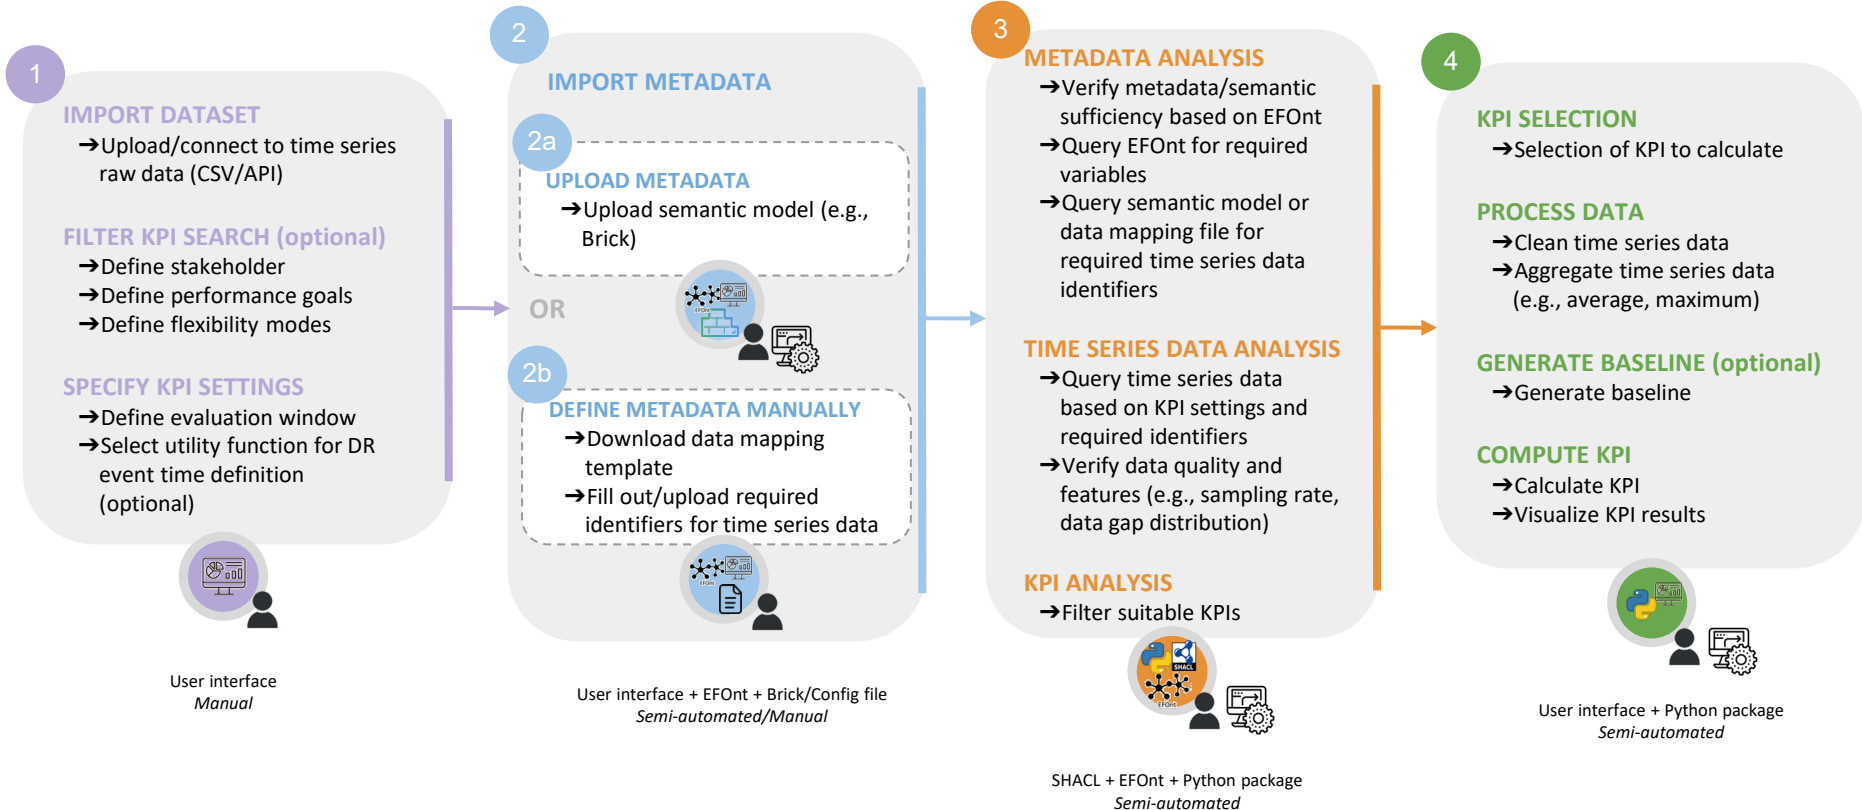 1
IMPORT DATASET
➔Upload/connect to time series
raw data (CSV/API)
FILTER KPI SEARCH (optional)
➔Define stakeholder
➔Define performance goals
➔Define flexibility modes
SPECIFY KPI SETTINGS
➔Define evaluation window
➔Select utility function for DR
event time definition
(optional)
User interface
Manual
2
IMPORT METADATA
2a
UPLOAD METADATA
➔Upload semantic model (e.g.,
Brick)
EFOnt
OR
2b
DEFINE METADATA MANUALLY
➔Download data mapping
template
➔Fill out/upload required
identifiers for time series data
EFOnt
User interface + EFOnt + Brick/Config file
Semi-automated/Manual
3
METADATA ANALYSIS
➔Verify metadata/semantic
sufficiency based on EFOnt
➔Query EFOnt for required
variables
➔Query semantic model or
data mapping file for
required time series data
identifiers
TIME SERIES DATA ANALYSIS
➔Query time series data
based on KPI settings and
required identifiers
➔Verify data quality and
features (e.g., sampling rate,
data gap distribution)
KPI ANALYSIS
➔Filter suitable KPIs
SHACL
EFOnt
SHACL + EFOnt + Python package
Semi-automated
4
KPI SELECTION
➔Selection of KPI to calculate
PROCESS DATA
➔Clean time series data
➔Aggregate time series data
(e.g., average, maximum)
GENERATE BASELINE (optional)
➔Generate baseline
COMPUTE KPI
➔Calculate KPI
➔Visualize KPI results
User interface + Python package
Semi-automated